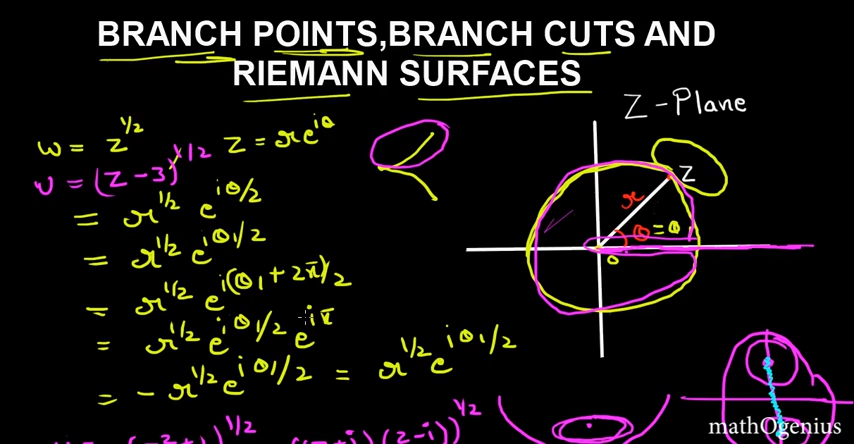 BRANCH POINTS,BRANCH CUTS AND
RIEMANN SURFACES
Z-Plane
w = z^1/2  z = re^iθ
w = (z-3)^1/2
= r^1/2 e^iθ/2
= r^1/2 e^iθ1/2
= r^1/2 e^i(θ1+2π)/2
= r^1/2 e^iθ1/2 e^iπ
= -r^1/2 e^iθ1/2 = r^1/2 e^iθ1/2
z
r
θ = θ1
0
(z+i)(z-i))^1/2
mathOgenius